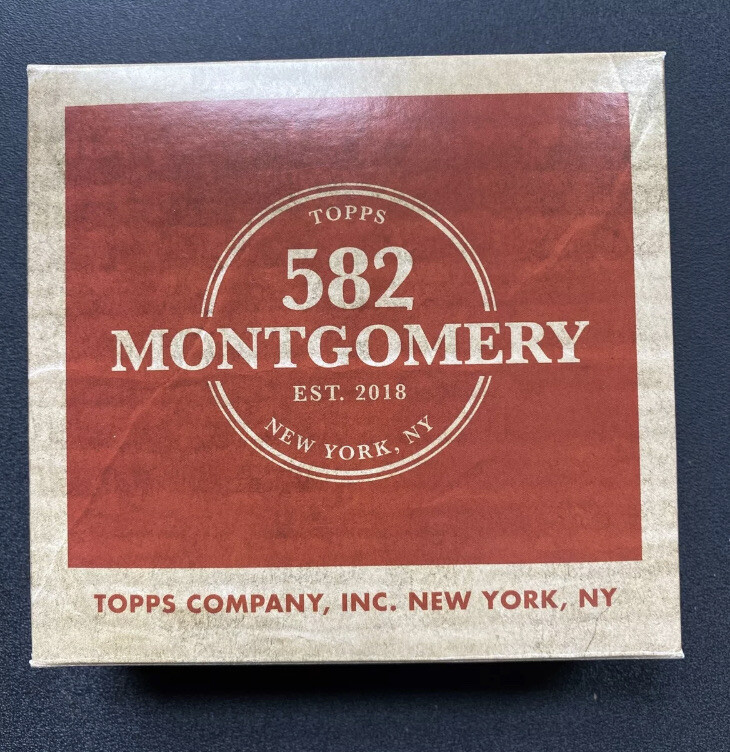 TOPPS
582
MONTGOMERY
EST. 2018
NEW YORK, NY
TOPPS COMPANY, INC. NEW YORK, NY